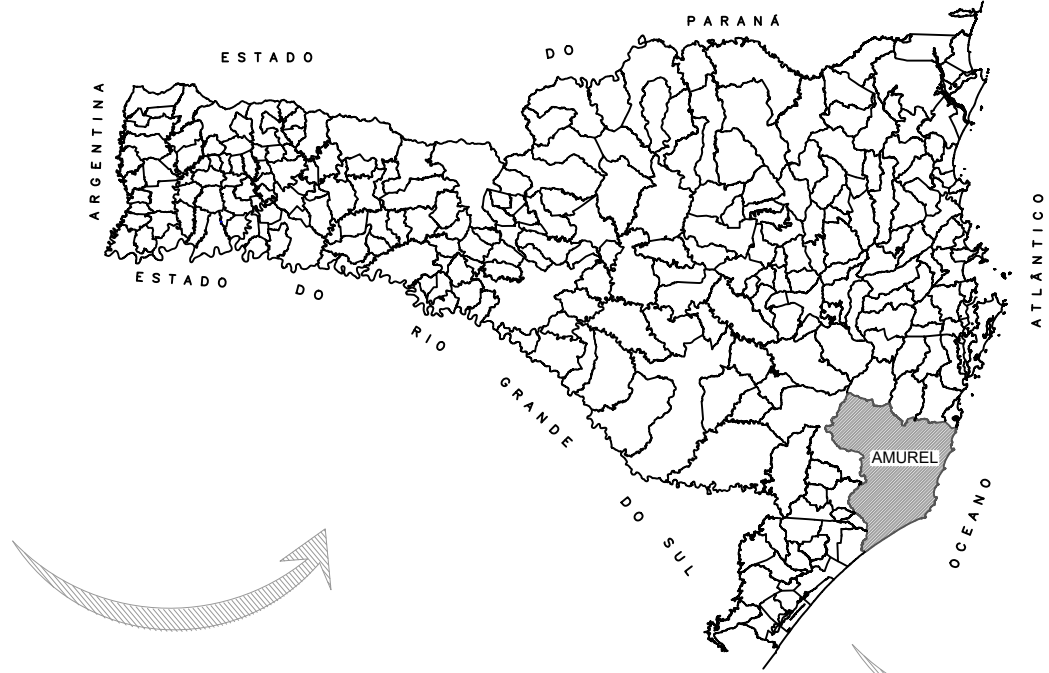 PARANÁ
DO
ESTADO
ARGENTINA
ATLÂNTICO
ESTADO
DO
RIO
GRANDE
DO SUL
AMUREL
OCEANO